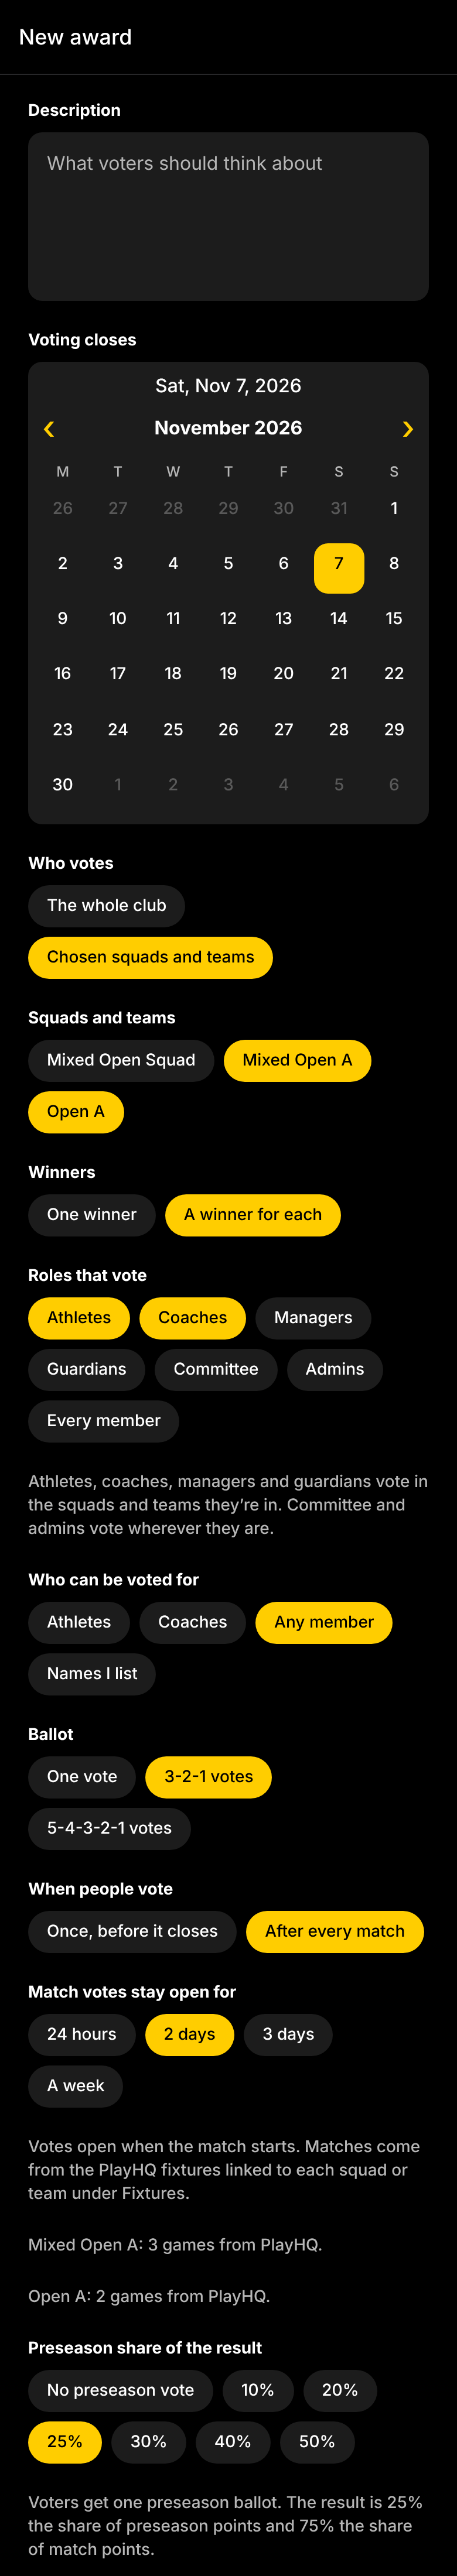 New award
Description
What voters should think about
Voting closes
Sat, Nov 7, 2026
‹ November 2026 ›
M T W T F S S
26 27 28 29 30 31 1
2 3 4 5 6 7 8
9 10 11 12 13 14 15
16 17 18 19 20 21 22
23 24 25 26 27 28 29
30 1 2 3 4 5 6
Who votes
The whole club
Chosen squads and teams
Squads and teams
Mixed Open Squad Mixed Open A
Open A
Winners
One winner A winner for each
Roles that vote
Athletes Coaches Managers
Guardians Committee Admins
Every member
Athletes, coaches, managers and guardians vote in
the squads and teams they’re in. Committee and
admins vote wherever they are.
Who can be voted for
Athletes Coaches Any member
Names I list
Ballot
One vote 3-2-1 votes
5-4-3-2-1 votes
When people vote
Once, before it closes After every match
Match votes stay open for
24 hours 2 days 3 days
A week
Votes open when the match starts. Matches come
from the PlayHQ fixtures linked to each squad or
team under Fixtures.
Mixed Open A: 3 games from PlayHQ.
Open A: 2 games from PlayHQ.
Preseason share of the result
No preseason vote 10% 20%
25% 30% 40% 50%
Voters get one preseason ballot. The result is 25%
the share of preseason points and 75% the share
of match points.